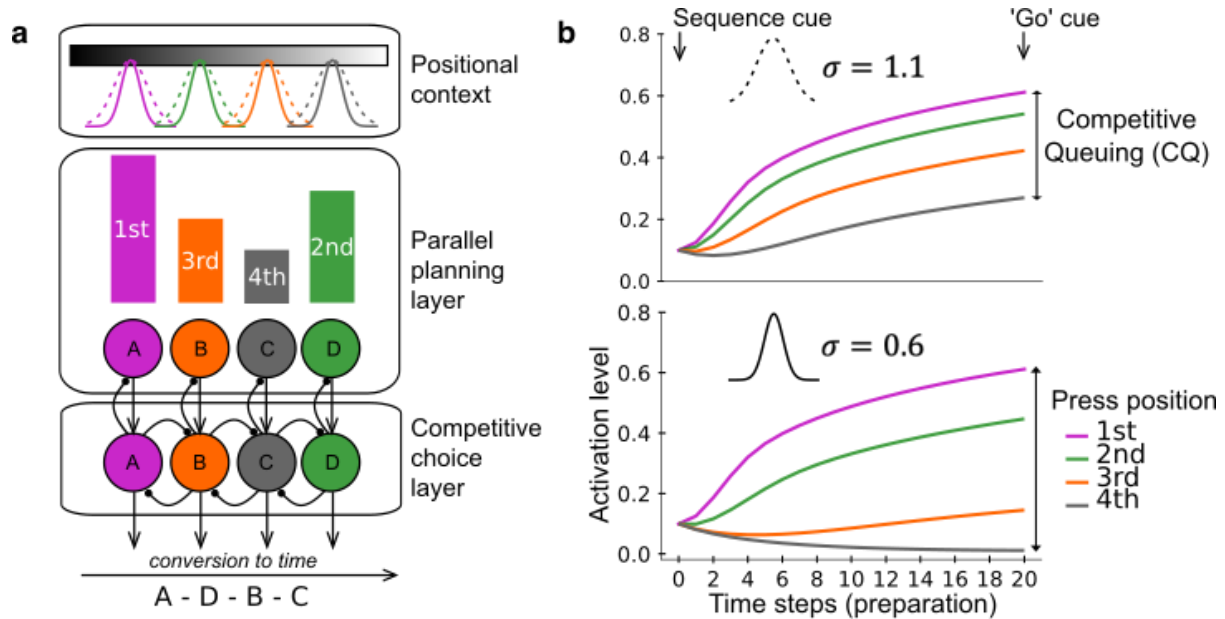 a
Positional
context
1st
3rd
4th
2nd
Parallel
planning
layer
A
B
C
D
A
B
C
D
Competitive
choice
layer
conversion to time
A - D - B - C
b
Sequence cue
'Go' cue
0.8
0.6
0.4
0.2
0.0
σ = 1.1
Competitive
Queuing (CQ)
0.8
0.6
0.4
0.2
0.0
σ = 0.6
Activation level
Press position
1st
2nd
3rd
4th
0 2 4 6 8 10 12 14 16 18 20
Time steps (preparation)